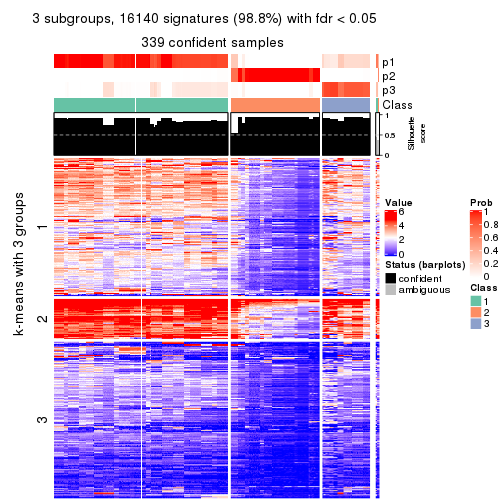 3 subgroups, 16140 signatures (98.8%) with fdr < 0.05
339 confident samples
p1
p2
p3
Class
1
0.5
0
Silhouette
score
k-means with 3 groups
1
2
3
Value
6
4
2
0
Status (barplots)
confident
ambiguous
Prob
1
0.8
0.6
0.4
0.2
0
Class
1
2
3